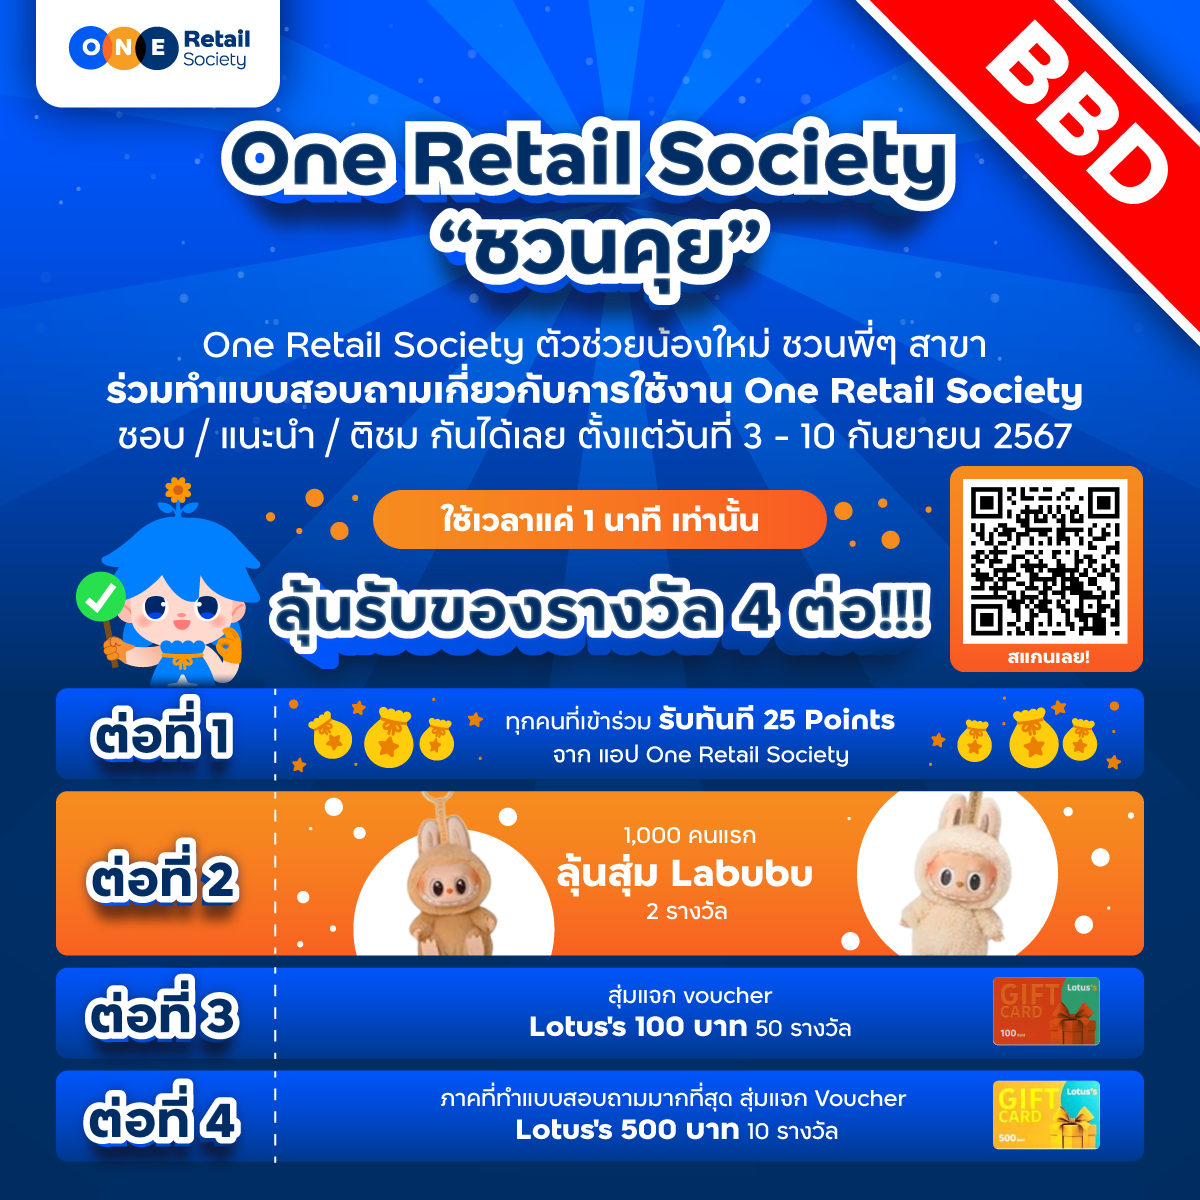 ONE Retail Society
BBD
One Retail Society
“ชวนคุย”
One Retail Society ตัวช่วยน้องใหม่ ชวนพี่ๆ สาขา
ร่วมทำแบบสอบถามเกี่ยวกับการใช้งาน One Retail Society
ชอบ / แนะนำ / ติชม กันได้เลย ตั้งแต่วันที่ 3 - 10 กันยายน 2567
ใช้เวลาแค่ 1 นาที เท่านั้น
ลุ้นรับของรางวัล 4 ต่อ!!!
สแกนเลย!
ต่อที่ 1
ทุกคนที่เข้าร่วม รับทันที 25 Points
จาก แอป One Retail Society
ต่อที่ 2
1,000 คนแรก
ลุ้นสุ่ม Labubu
2 รางวัล
ต่อที่ 3
สุ่มแจก voucher
Lotus's 100 บาท 50 รางวัล
GIFT CARD
Lotus's
100
ต่อที่ 4
ภาคที่ทำแบบสอบถามมากที่สุด สุ่มแจก Voucher
Lotus's 500 บาท 10 รางวัล
GIFT CARD
Lotus's
500